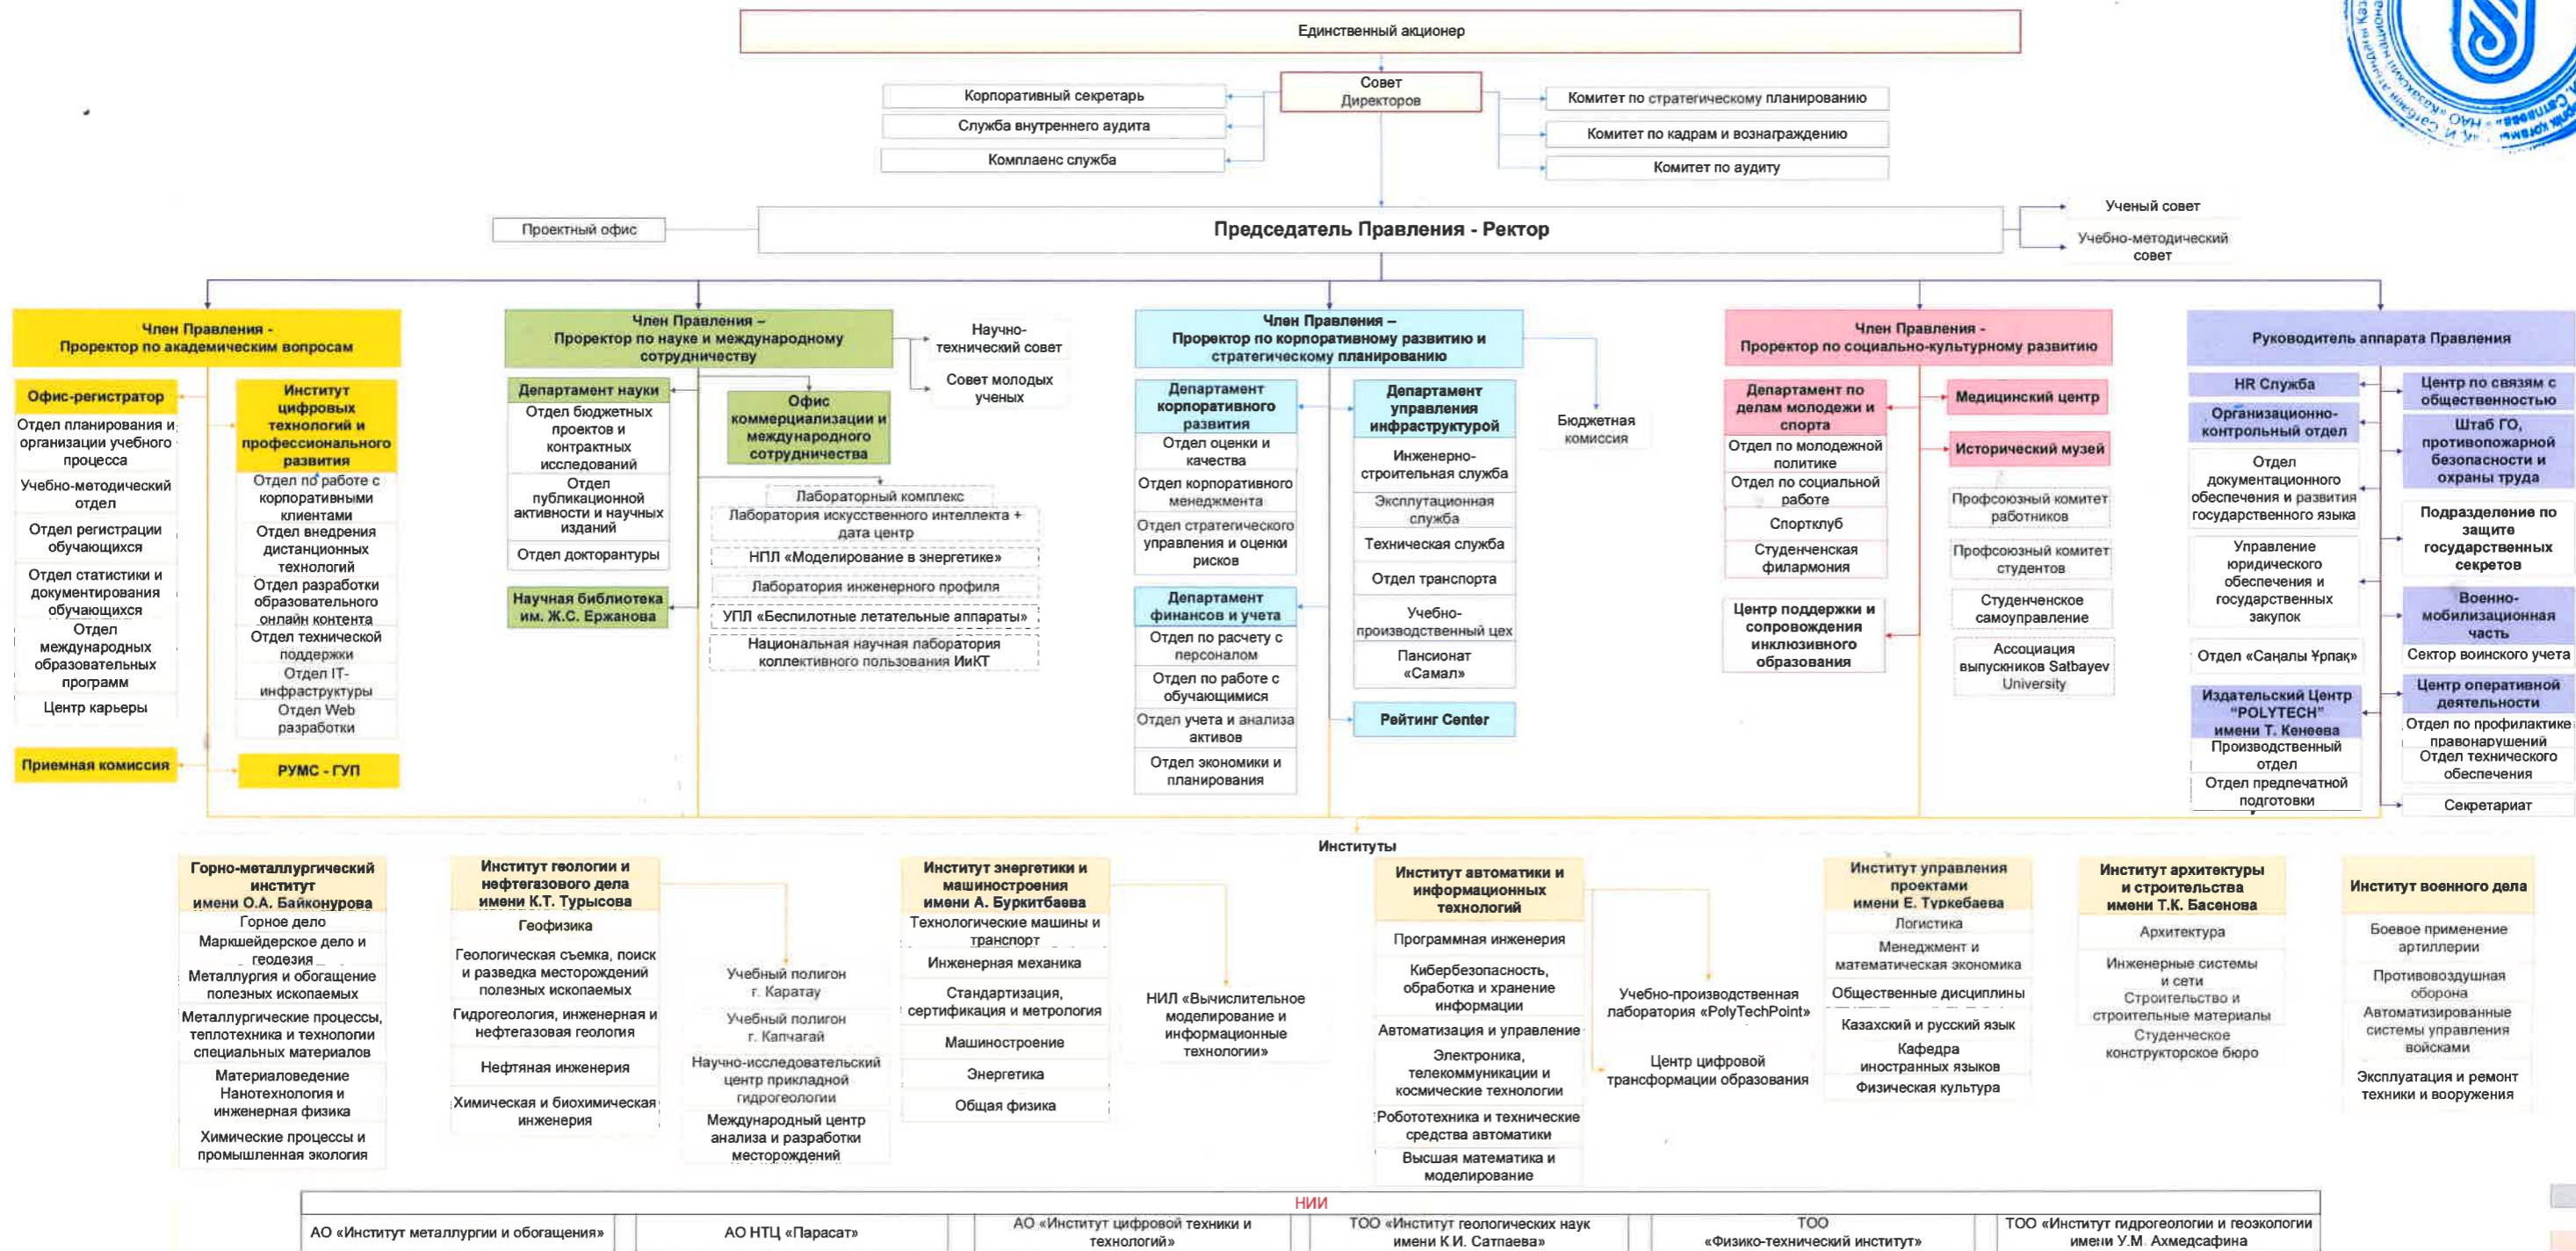 Единственный акционер
Совет
Директоров
Корпоративный секретарь
Служба внутреннего аудита
Комплаенс служба
Комитет по стратегическому планированию
Комитет по кадрам и вознаграждению
Комитет по аудиту
Проектный офис
Председатель Правления - Ректор
Ученый совет
Учебно-методический
совет
Член Правления -
Проректор по академическим вопросам
Офис-регистратор
Отдел планирования и
организации учебного
процесса
Учебно-методический
отдел
Отдел регистрации
обучающихся
Отдел статистики и
документирования
обучающихся
Отдел
международных
образовательных
программ
Центр карьеры
Приемная комиссия
Институт
цифровых
технологий и
профессионального
развития
Отдел по работе с
корпоративными
клиентами
Отдел внедрения
дистанционных
технологий
Отдел разработки
образовательного
онлайн контента
Отдел технической
поддержки
Отдел IT-
инфраструктуры
Отдел Web
разработки
РУМС - ГУП
Член Правления –
Проректор по науке и международному
сотрудничеству
Научно-
технический совет
Совет молодых
ученых
Департамент науки
Отдел бюджетных
проектов и
контрактных
исследований
Отдел
публикационной
активности и научных
изданий
Отдел докторантуры
Научная библиотека
им. Ж.С. Ержанова
Офис
коммерциализации и
международного
сотрудничества
Лабораторный комплекс
Лаборатория искусственного интеллекта +
дата центр
НПЛ «Моделирование в энергетике»
Лаборатория инженерного профиля
УПЛ «Беспилотные летательные аппараты»
Национальная научная лаборатория
коллективного пользования ИиКТ
Член Правления –
Проректор по корпоративному развитию и
стратегическому планированию
Департамент
корпоративного
развития
Отдел оценки и
качества
Отдел корпоративного
менеджмента
Отдел стратегического
управления и оценки
рисков
Департамент
финансов и учета
Отдел по расчету с
персоналом
Отдел по работе с
обучающимися
Отдел учета и анализа
активов
Отдел экономики и
планирования
Департамент
управления
инфраструктурой
Инженерно-
строительная служба
Эксплутационная
служба
Техническая служба
Отдел транспорта
Учебно-
производственный цех
Пансионат
«Самал»
Рейтинг Center
Бюджетная
комиссия
Член Правления -
Проректор по социально-культурному развитию
Департамент по
делам молодежи и
спорта
Отдел по молодежной
политике
Отдел по социальной
работе
Спортклуб
Студенческая
филармония
Центр поддержки и
сопровождения
инклюзивного
образования
Медицинский центр
Исторический музей
Профсоюзный комитет
работников
Профсоюзный комитет
студентов
Студенческое
самоуправление
Ассоциация
выпускников Satbayev
University
Руководитель аппарата Правления
HR Служба
Организационно-
контрольный отдел
Отдел
документационного
обеспечения и развития
государственного языка
Управление
юридического
обеспечения и
государственных
закупок
Отдел «Саңалы Ұрпақ»
Издательский Центр
"POLYTECH"
имени Т. Кенеева
Производственный
отдел
Отдел предпечатной
подготовки
Центр по связям с
общественностью
Штаб ГО,
противопожарной
безопасности и
охраны труда
Подразделение по
защите
государственных
секретов
Военно-
мобилизационная
часть
Сектор воинского учета
Центр оперативной
деятельности
Отдел по профилактике
правонарушений
Отдел технического
обеспечения
Секретариат
Институты
Горно-металлургический
институт
имени О.А. Байконурова
Горное дело
Маркшейдерское дело и
геодезия
Металлургия и обогащение
полезных ископаемых
Металлургические процессы,
теплотехника и технологии
специальных материалов
Материаловедение
Нанотехнология и
инженерная физика
Химические процессы и
промышленная экология
Институт геологии и
нефтегазового дела
имени К.Т. Турысова
Геофизика
Геологическая съемка, поиск
и разведка месторождений
полезных ископаемых
Гидрогеология, инженерная и
нефтегазовая геология
Нефтяная инженерия
Химическая и биохимическая
инженерия
Учебный полигон
г. Каратау
Учебный полигон
г. Капчагай
Научно-исследовательский
центр прикладной
гидрогеологии
Международный центр
анализа и разработки
месторождений
Институт энергетики и
машиностроения
имени А. Буркитбаева
Технологические машины и
транспорт
Инженерная механика
Стандартизация,
сертификация и метрология
Машиностроение
Энергетика
Общая физика
НИЛ «Вычислительное
моделирование и
информационные
технологии»
Институт автоматики и
информационных
технологий
Программная инженерия
Кибербезопасность,
обработка и хранение
информации
Автоматизация и управление
Электроника,
телекоммуникации и
космические технологии
Робототехника и технические
средства автоматики
Высшая математика и
моделирование
Учебно-производственная
лаборатория «PolyTechPoint»
Центр цифровой
трансформации образования
Институт управления
проектами
имени Е. Туркебаева
Логистика
Менеджмент и
математическая экономика
Общественные дисциплины
Казахский и русский язык
Кафедра
иностранных языков
Физическая культура
Институт архитектуры
и строительства
имени Т.К. Басенова
Архитектура
Инженерные системы
и сети
Строительство и
строительные материалы
Студенческое
конструкторское бюро
Институт военного дела
Боевое применение
артиллерии
Противовоздушная
оборона
Автоматизированные
системы управления
войсками
Эксплуатация и ремонт
техники и вооружения
НИИ
АО «Институт металлургии и обогащения»
АО НТЦ «Парасат»
АО «Институт цифровой техники и
технологий»
ТОО «Институт геологических наук
имени К.И. Сатпаева»
ТОО
«Физико-технический институт»
ТОО «Институт гидрогеологии и геоэкологии
имени У.М. Ахмедсафина